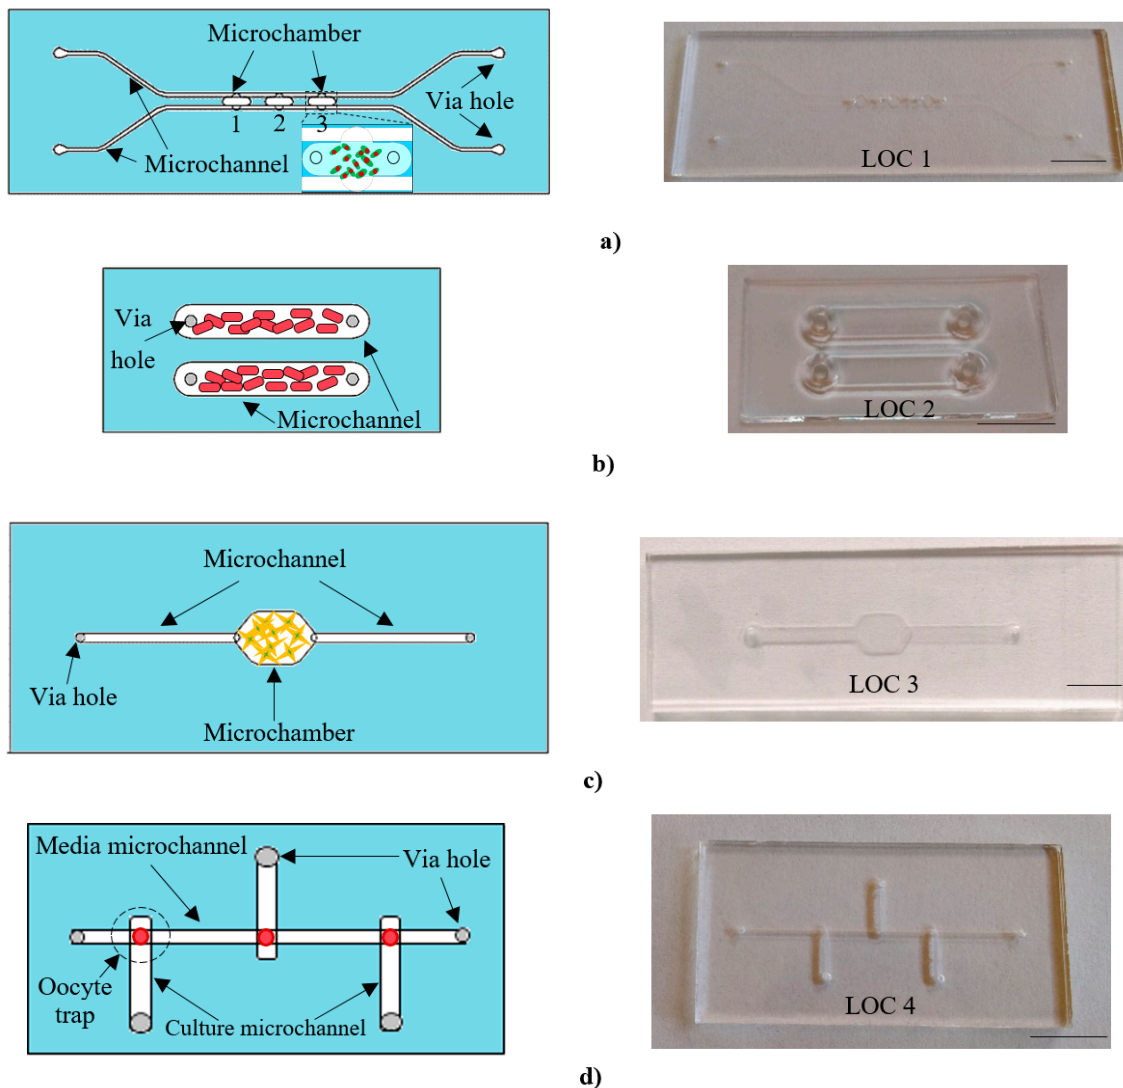 Microchamber
Via hole
1 2 3
Microchannel
LOC 1
a)
Via
hole
Microchannel
LOC 2
b)
Microchannel
Via hole
Microchamber
LOC 3
c)
Media microchannel
Via hole
Oocyte
trap
Culture microchannel
LOC 4
d)